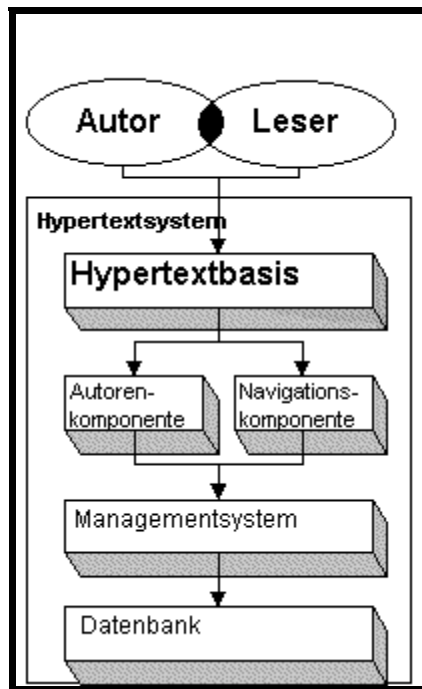 Autor Leser
Hypertextsystem
Hypertextbasis
Autoren-
komponente
Navigations-
komponente
Managementsystem
Datenbank